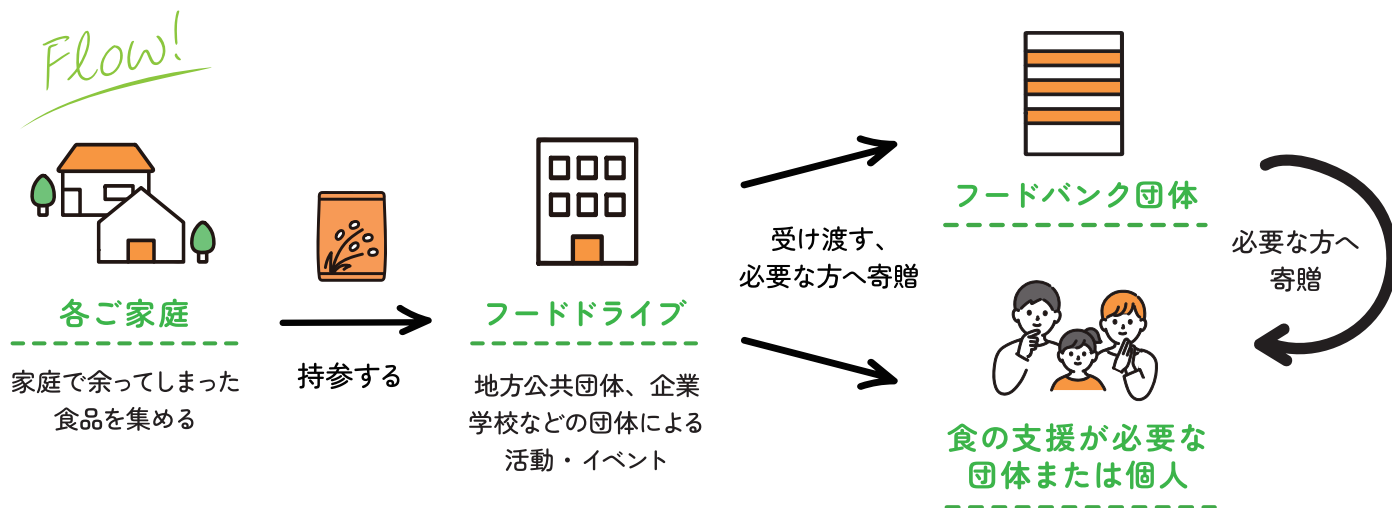 Flow!
各ご家庭
家庭で余ってしまった
食品を集める
持参する
フードドライブ
地方公共団体、企業
学校などの団体による
活動・イベント
受け渡す、
必要な方へ寄贈
フードバンク団体
必要な方へ
寄贈
食の支援が必要な
団体または個人